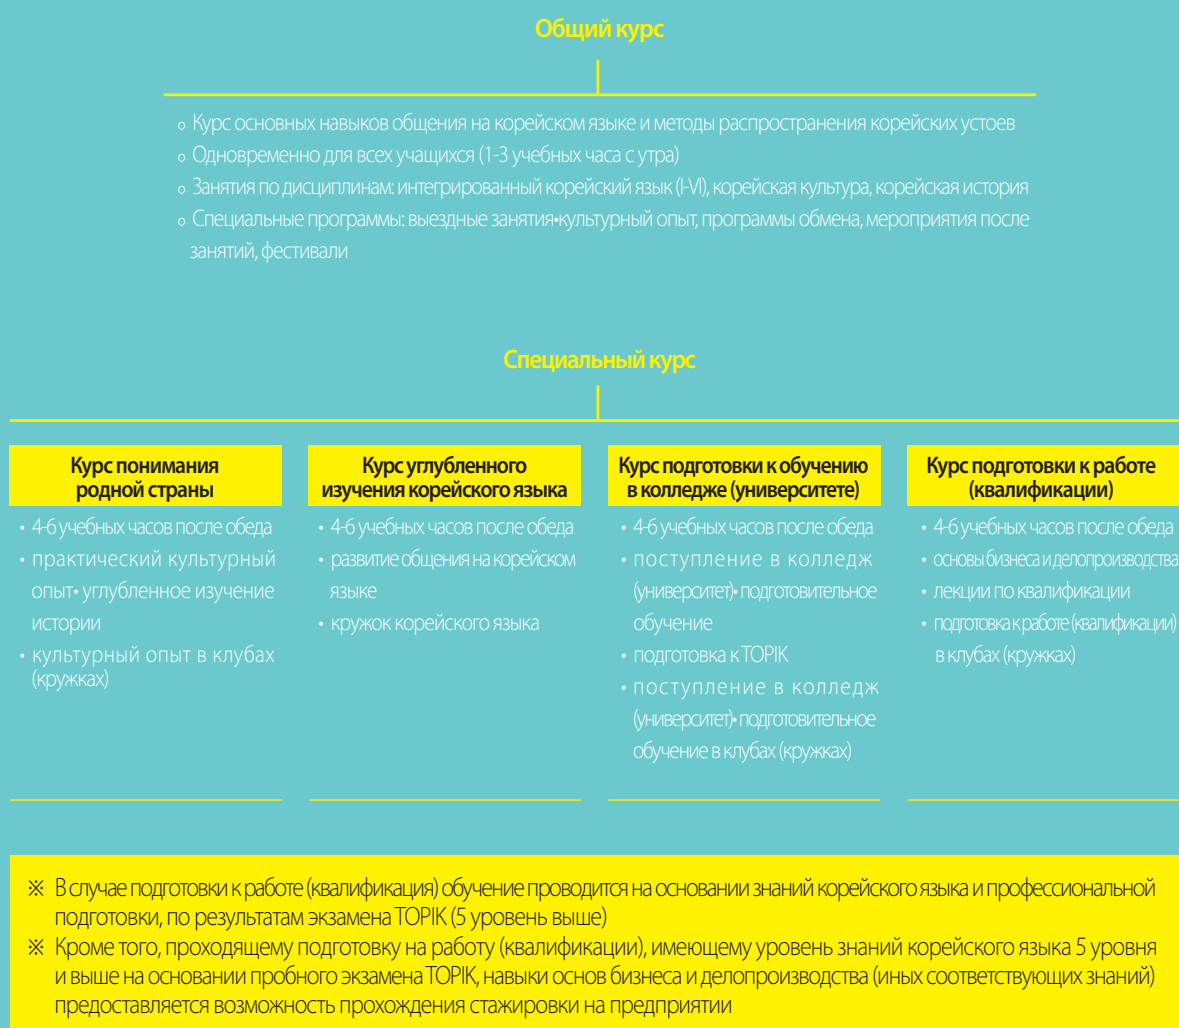 Общий курс
o Курс основных навыков общения на корейском языке и методы распространения корейских устоев
o Одновременно для всех учащихся (1-3 учебных часа с утра)
o Занятия по дисциплинам: интегрированный корейский язык (I-VI), корейская культура, корейская история
o Специальные программы: выездные занятия•культурный опыт, программы обмена, мероприятия после
занятий, фестивали
Специальный курс
Курс понимания
родной страны
• 4-6 учебных часов после обеда
• практический культурный
опыт• углубленное изучение
истории
• культурный опыт в клубах
(кружках)
Курс углубленного
изучения корейского языка
• 4-6 учебных часов после обеда
• развитие общения на корейском
языке
• кружок корейского языка
Курс подготовки к обучению
в колледже (университете)
• 4-6 учебных часов после обеда
• поступление в колледж
(университет)• подготовительное
обучение
• подготовка к TOPIK
• поступление в колледж
(университет)• подготовительное
обучение в клубах (кружках)
Курс подготовки к работе
(квалификации)
• 4-6 учебных часов после обеда
• основы бизнеса и делопроизводства
• лекции по квалификации
• подготовка к работе (квалификации)
в клубах (кружках)
※ В случае подготовки к работе (квалификация) обучение проводится на основании знаний корейского языка и профессиональной
подготовки, по результатам экзамена TOPIK (5 уровень выше)
※ Кроме того, проходящему подготовку на работу (квалификации), имеющему уровень знаний корейского языка 5 уровня
и выше на основании пробного экзамена TOPIK, навыки основ бизнеса и делопроизводства (иных соответствующих знаний)
предоставляется возможность прохождения стажировки на предприятии